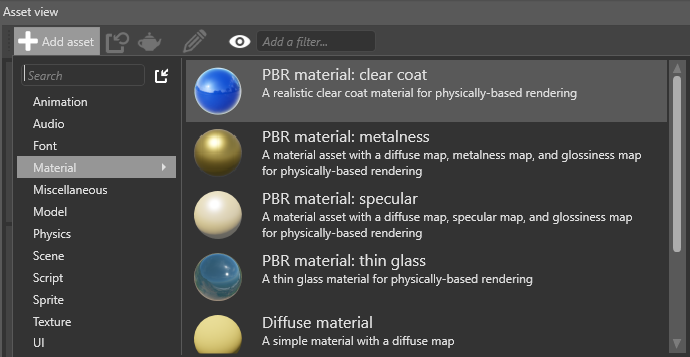 Asset view
Add asset
Add a filter...
Search
Animation
Audio
Font
Material
Miscellaneous
Model
Physics
Scene
Script
Sprite
Texture
UI
PBR material: clear coat
A realistic clear coat material for physically-based rendering
PBR material: metalness
A material asset with a diffuse map, metalness map, and glossiness map
for physically-based rendering
PBR material: specular
A material asset with a diffuse map, specular map, and glossiness map
for physically-based rendering
PBR material: thin glass
A thin glass material for physically-based rendering
Diffuse material
A simple material with a diffuse map